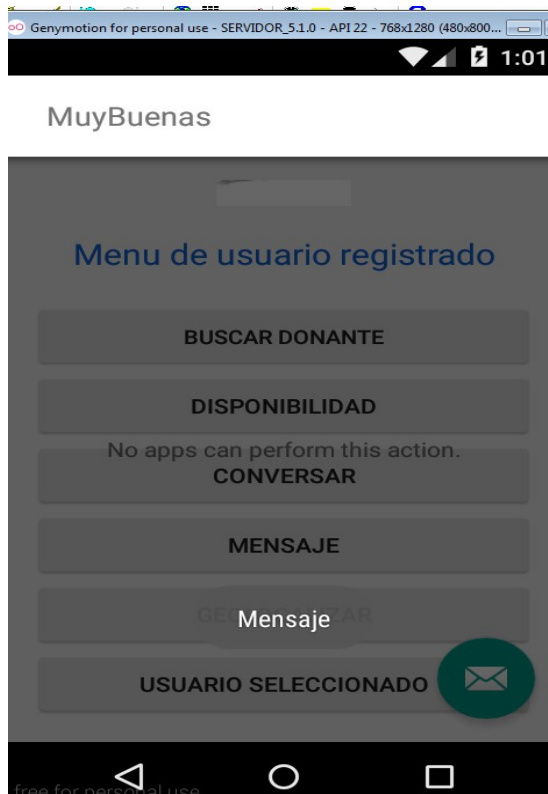 Genymotion for personal use - SERVIDOR_5.1.0 - API 22 - 768x1280 (480x800...
1:01
MuyBuenas
Menu de usuario registrado
BUSCAR DONANTE
DISPONIBILIDAD
No apps can perform this action.
CONVERSAR
MENSAJE
Mensaje
USUARIO SELECCIONADO
free for personal use